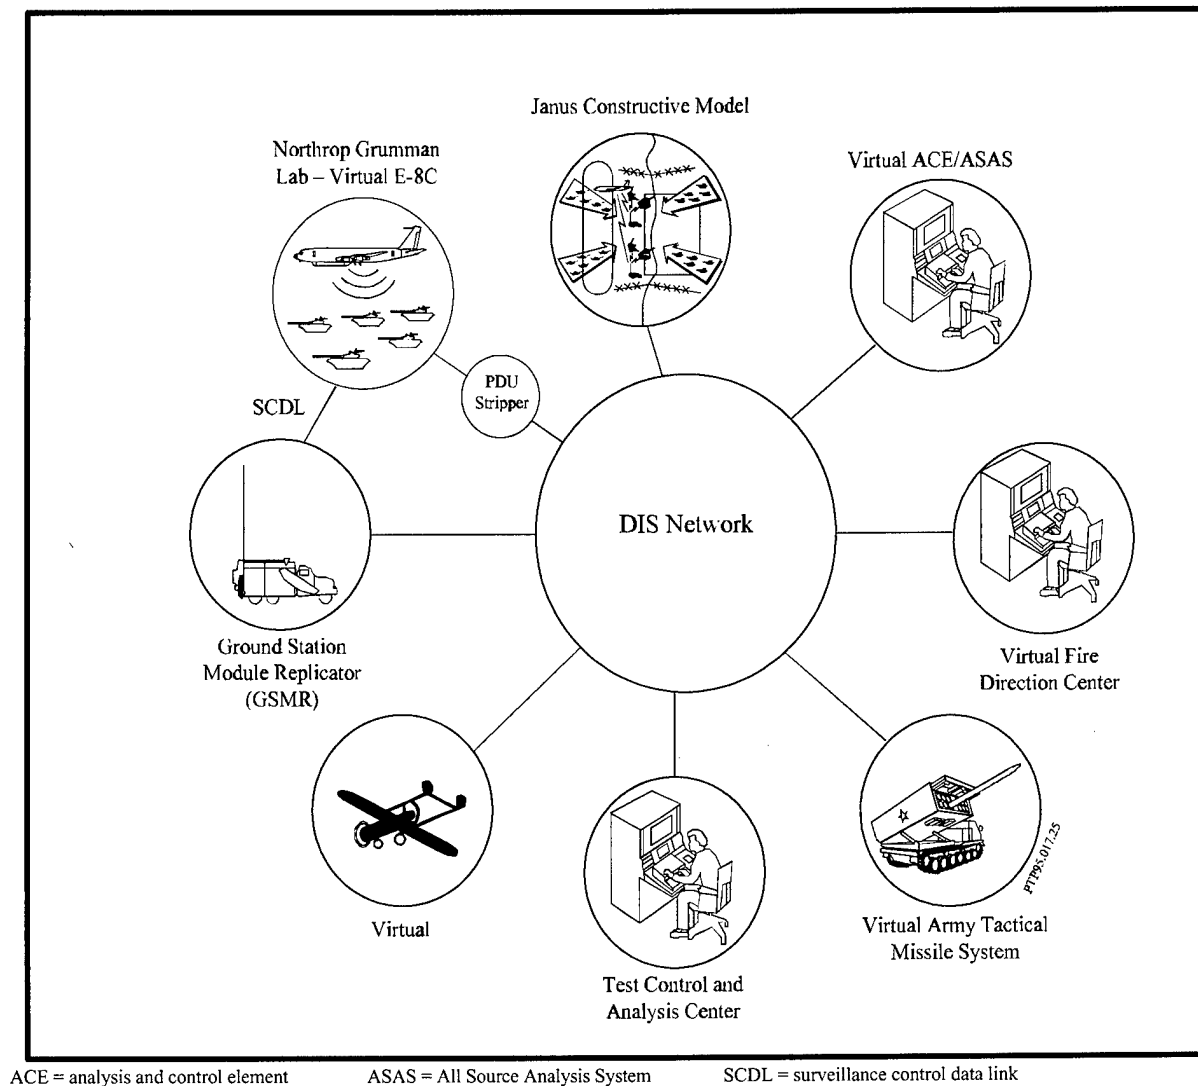 Janus Constructive Model
Northrop Grumman
Lab – Virtual E-8C
Virtual ACE/ASAS
PDU
Stripper
SCDL
DIS Network
Ground Station
Module Replicator
(GSMR)
Virtual Fire
Direction Center
Virtual
Virtual Army Tactical
Missile System
PTP95.017.25
Test Control and
Analysis Center
ACE = analysis and control element ASAS = All Source Analysis System SCDL = surveillance control data link